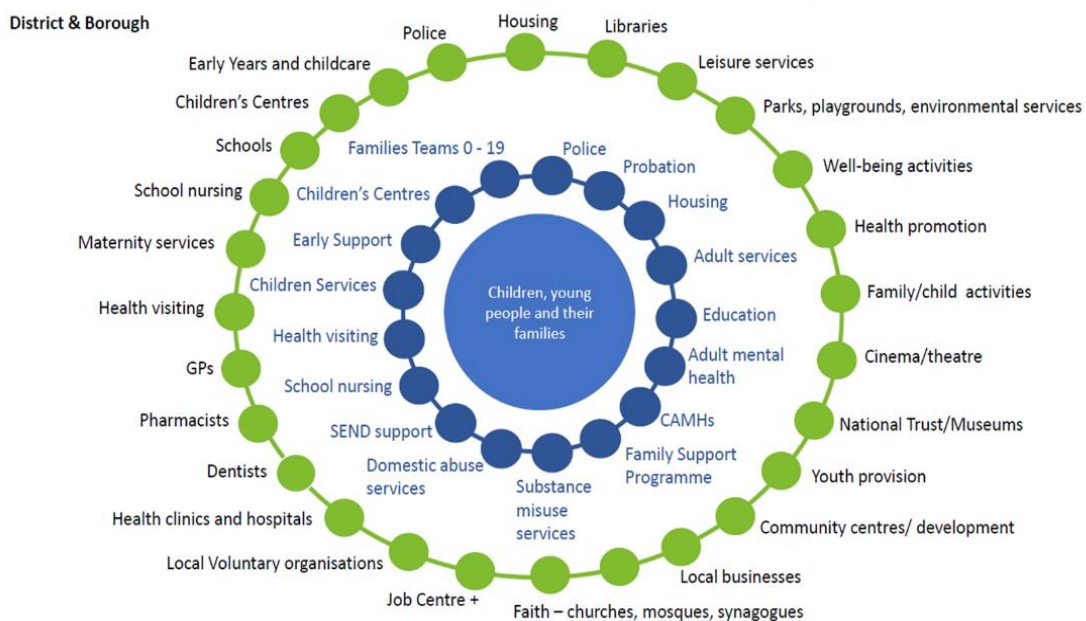 District & Borough
Housing
Libraries
Police
Leisure services
Early Years and childcare
Parks, playgrounds, environmental services
Children's Centres
Schools
Well-being activities
School nursing
Health promotion
Maternity services
Family/child activities
Health visiting
Cinema/theatre
GPs
National Trust/Museums
Pharmacists
Youth provision
Dentists
Community centres/ development
Health clinics and hospitals
Local businesses
Local Voluntary organisations
Job Centre +
Faith – churches, mosques, synagogues
Families Teams 0 - 19
Police
Probation
Children's Centres
Housing
Early Support
Adult services
Children Services
Education
Health visiting
Adult mental
health
School nursing
CAMHs
SEND support
Family Support
Programme
Domestic abuse
services
Substance
misuse
services
Children, young
people and their
families